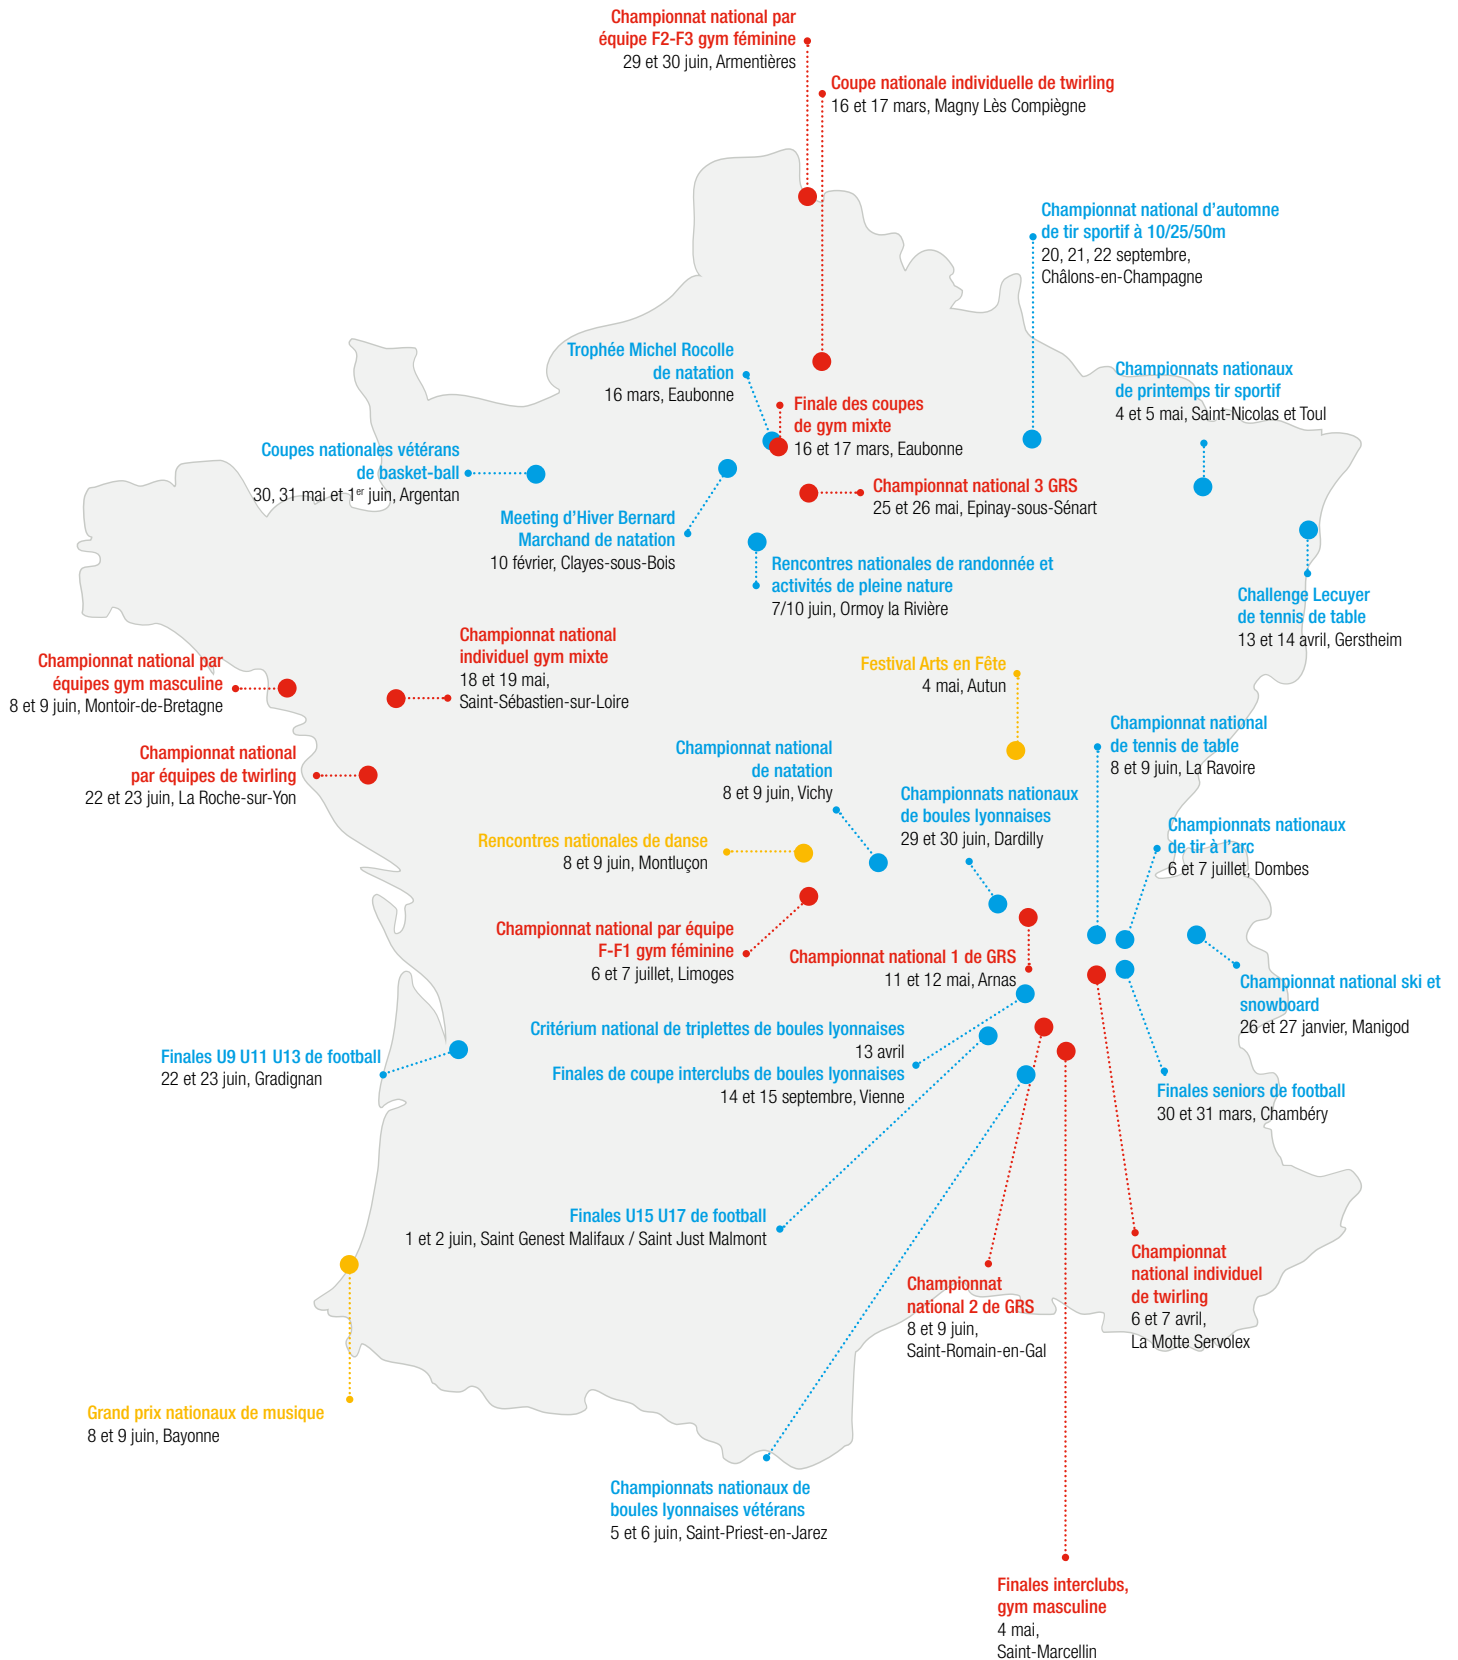 Championnat national par
équipe F2-F3 gym féminine
29 et 30 juin, Armentières
Coupe nationale individuelle de twirling
16 et 17 mars, Magny Lès Compiègne
Championnat national d’automne
de tir sportif à 10/25/50m
20, 21, 22 septembre,
Châlons-en-Champagne
Trophée Michel Rocolle
de natation
16 mars, Eaubonne
Championnats nationaux
de printemps tir sportif
4 et 5 mai, Saint-Nicolas et Toul
Finale des coupes
de gym mixte
16 et 17 mars, Eaubonne
Coupes nationales vétérans
de basket-ball
30, 31 mai et 1er juin, Argentan
Championnat national 3 GRS
25 et 26 mai, Epinay-sous-Sénart
Meeting d’Hiver Bernard
Marchand de natation
10 février, Clayes-sous-Bois
Rencontres nationales de randonnée et
activités de pleine nature
7/10 juin, Ormoy la Rivière
Challenge Lecuyer
de tennis de table
13 et 14 avril, Gerstheim
Championnat national
individuel gym mixte
18 et 19 mai,
Saint-Sébastien-sur-Loire
Championnat national par
équipes gym masculine
8 et 9 juin, Montoir-de-Bretagne
Festival Arts en Fête
4 mai, Autun
Championnat national
de tennis de table
8 et 9 juin, La Ravoire
Championnat national
par équipes de twirling
22 et 23 juin, La Roche-sur-Yon
Championnat national
de natation
8 et 9 juin, Vichy
Championnats nationaux
de boules lyonnaises
29 et 30 juin, Dardilly
Championnats nationaux
de tir à l’arc
6 et 7 juillet, Dombes
Rencontres nationales de danse
8 et 9 juin, Montluçon
Championnat national par équipe
F-F1 gym féminine
6 et 7 juillet, Limoges
Championnat national 1 de GRS
11 et 12 mai, Arnas
Championnat national ski et
snowboard
26 et 27 janvier, Manigod
Critérium national de triplettes de boules lyonnaises
13 avril
Finales de coupe interclubs de boules lyonnaises
14 et 15 septembre, Vienne
Finales U9 U11 U13 de football
22 et 23 juin, Gradignan
Finales seniors de football
30 et 31 mars, Chambéry
Finales U15 U17 de football
1 et 2 juin, Saint Genest Malifaux / Saint Just Malmont
Championnat
national individuel
de twirling
6 et 7 avril,
La Motte Servolex
Championnat
national 2 de GRS
8 et 9 juin,
Saint-Romain-en-Gal
Grand prix nationaux de musique
8 et 9 juin, Bayonne
Championnats nationaux de
boules lyonnaises vétérans
5 et 6 juin, Saint-Priest-en-Jarez
Finales interclubs,
gym masculine
4 mai,
Saint-Marcellin